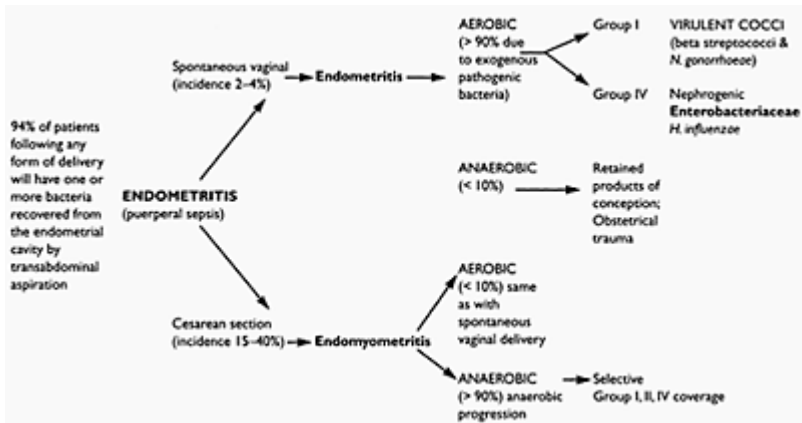 94% of patients
following any
form of delivery
will have one or
more bacteria
recovered from
the endometrial
cavity by
transabdominal
aspiration
ENDOMETRITIS
(puerperal sepsis)
Spontaneous vaginal
(incidence 2–4%)
Endometritis
AEROBIC
(> 90% due
to exogenous
pathogenic
bacteria)
Group I
VIRULENT COCCI
(beta streptococci &
N. gonorrhoeae)
Group IV
Nephrogenic
Enterobacteriaceae
H. influenzae
ANAEROBIC
(< 10%)
Retained
products of
conception;
Obstetrical
trauma
Cesarean section
(incidence 15–40%)
Endomyometritis
AEROBIC
(< 10%) same
as with
spontaneous
vaginal delivery
ANAEROBIC
(> 90%) anaerobic
progression
Selective
Group I, II, IV coverage